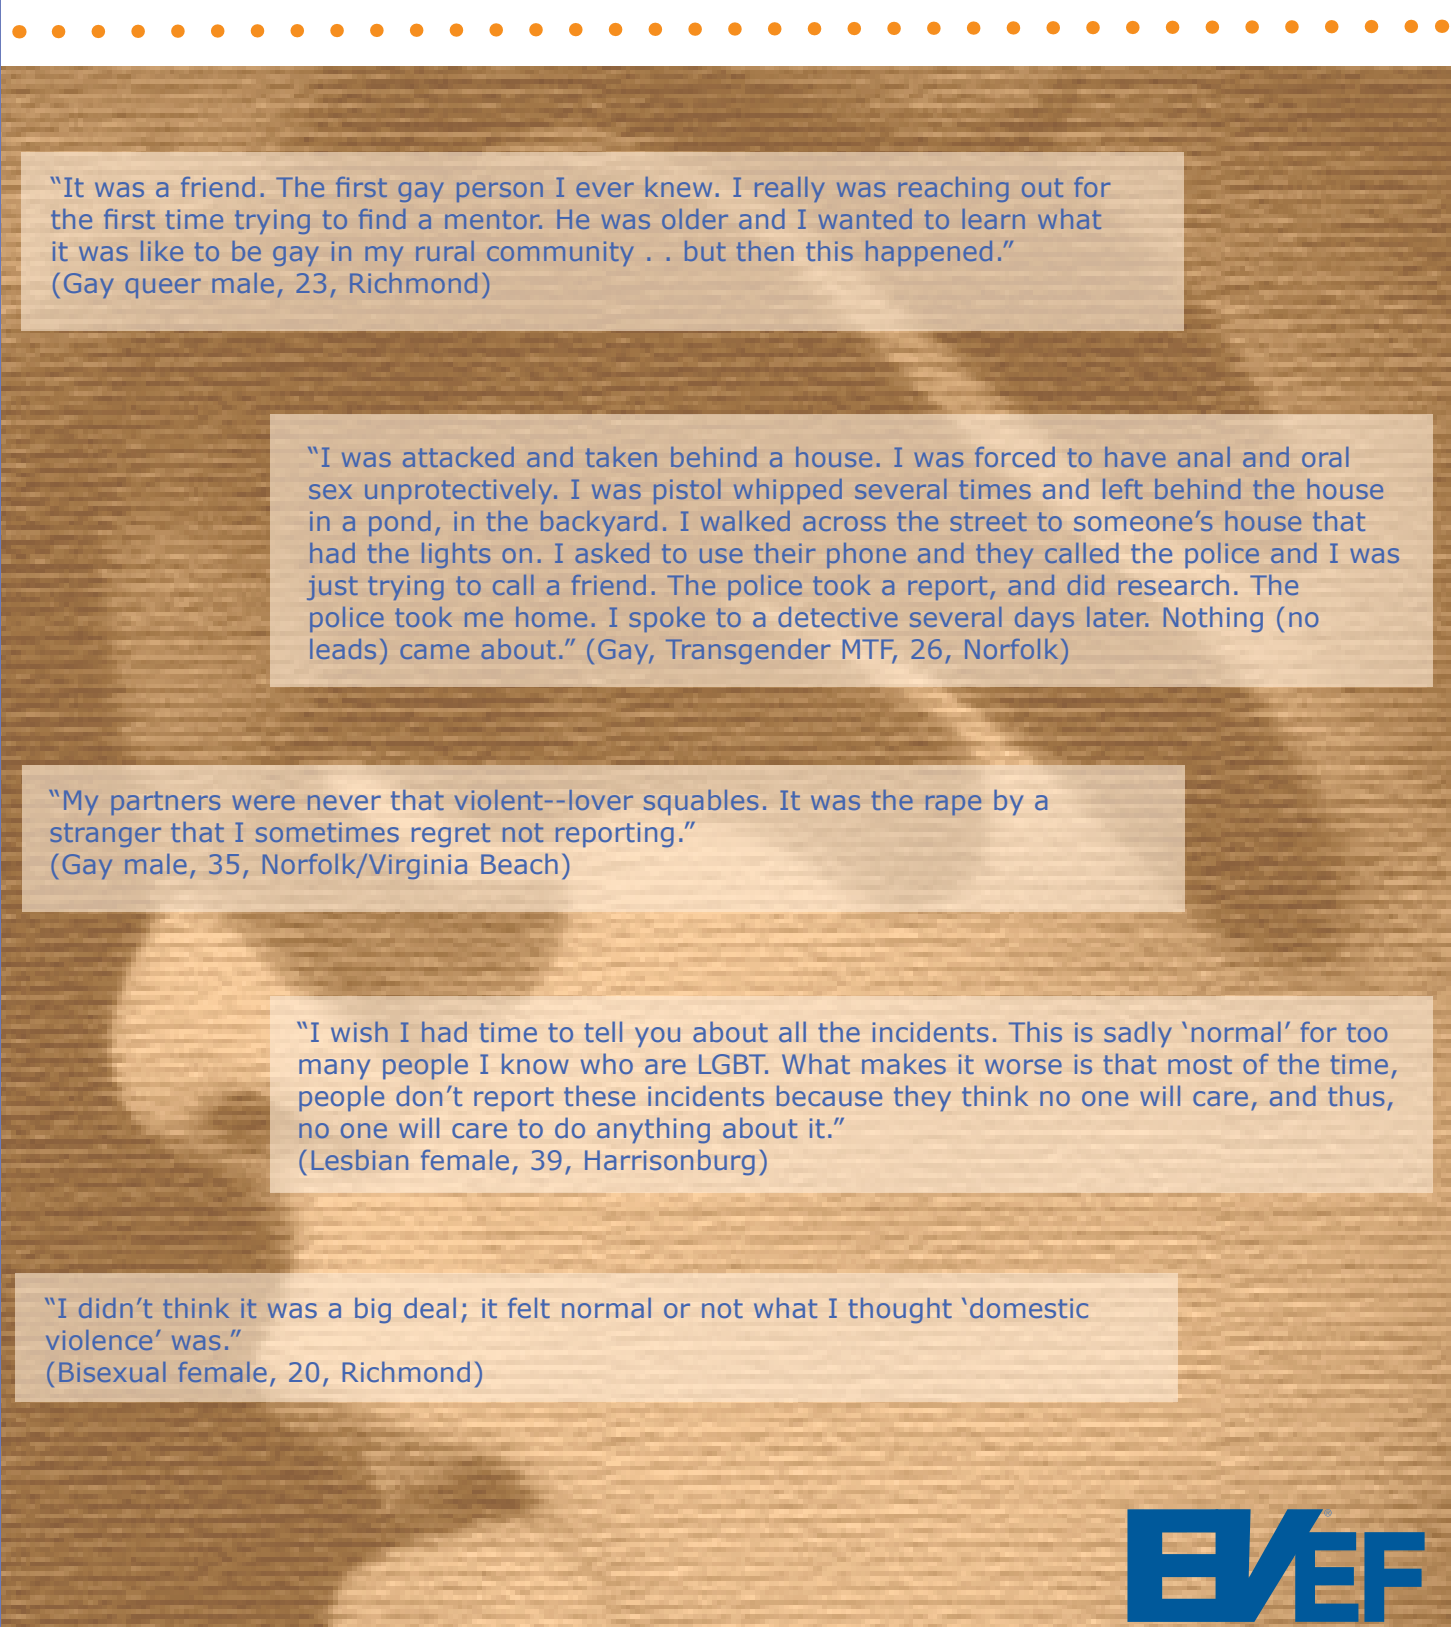 “It was a friend. The first gay person I ever knew. I really was reaching out for
the first time trying to find a mentor. He was older and I wanted to learn what
it was like to be gay in my rural community . . but then this happened.”
(Gay queer male, 23, Richmond)
“I was attacked and taken behind a house. I was forced to have anal and oral
sex unprotectively. I was pistol whipped several times and left behind the house
in a pond, in the backyard. I walked across the street to someone’s house that
had the lights on. I asked to use their phone and they called the police and I was
just trying to call a friend. The police took a report, and did research. The
police took me home. I spoke to a detective several days later. Nothing (no
leads) came about.” (Gay, Transgender MTF, 26, Norfolk)
“My partners were never that violent--lover squables. It was the rape by a
stranger that I sometimes regret not reporting.”
(Gay male, 35, Norfolk/Virginia Beach)
“I wish I had time to tell you about all the incidents. This is sadly ‘normal’ for too
many people I know who are LGBT. What makes it worse is that most of the time,
people don’t report these incidents because they think no one will care, and thus,
no one will care to do anything about it.”
(Lesbian female, 39, Harrisonburg)
“I didn’t think it was a big deal; it felt normal or not what I thought ‘domestic
violence’ was.”
(Bisexual female, 20, Richmond)
EVEF®